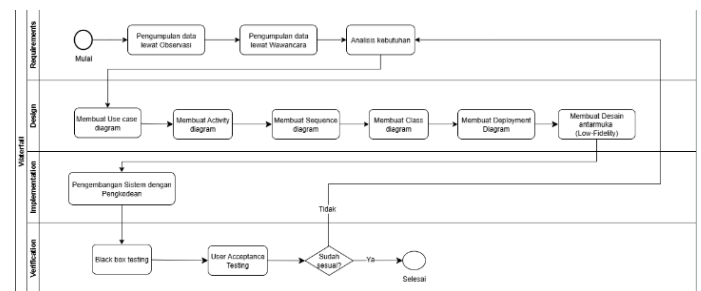 Waterfall
Requirements
Mulai
Pengumpulan data
lewat Observasi
Pengumpulan data
lewat Wawancara
Analisis kebutuhan
Design
Membuat Use case
diagram
Membuat Activity
diagram
Membuat Sequence
diagram
Membuat Class
diagram
Membuat Deployment
Diagram
Membuat Desain
antarmuka
(Low-Fidelity)
Implementation
Pengembangan Sistem dengan
Pengkodean
Tidak
Verification
Black box testing
User Acceptance
Testing
Sudah
sesuai?
Ya
Selesai